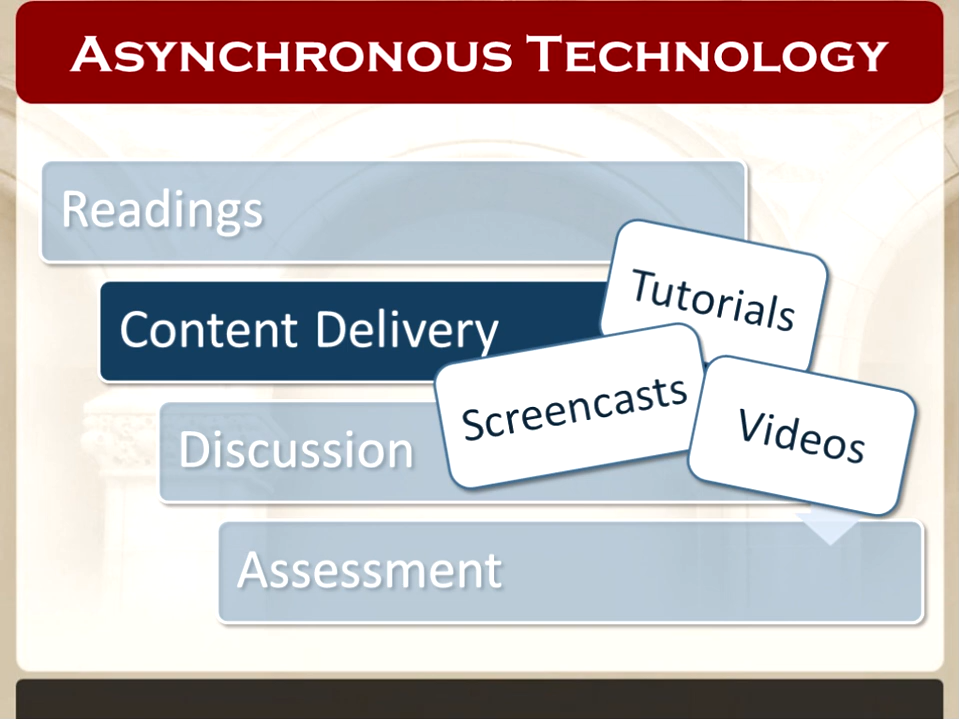 Asynchronous Technology
Readings
Tutorials
Content Delivery
Screencasts
Videos
Discussion
Assessment